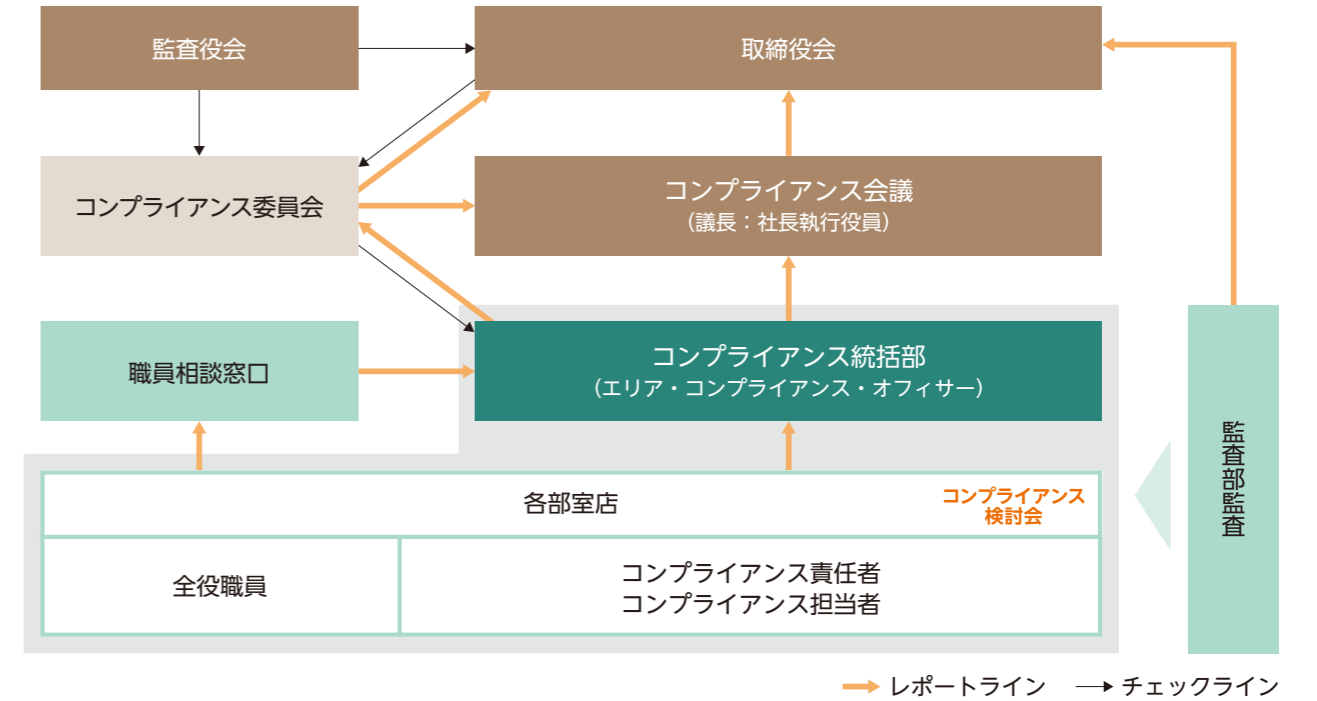 監査役会
取締役会
コンプライアンス委員会
コンプライアンス会議
（議長：社長執行役員）
職員相談窓口
コンプライアンス統括部
（エリア・コンプライアンス・オフィサー）
監査部監査
各部室店
コンプライアンス
検討会
全役職員
コンプライアンス責任者
コンプライアンス担当者
レポートライン
チェックライン